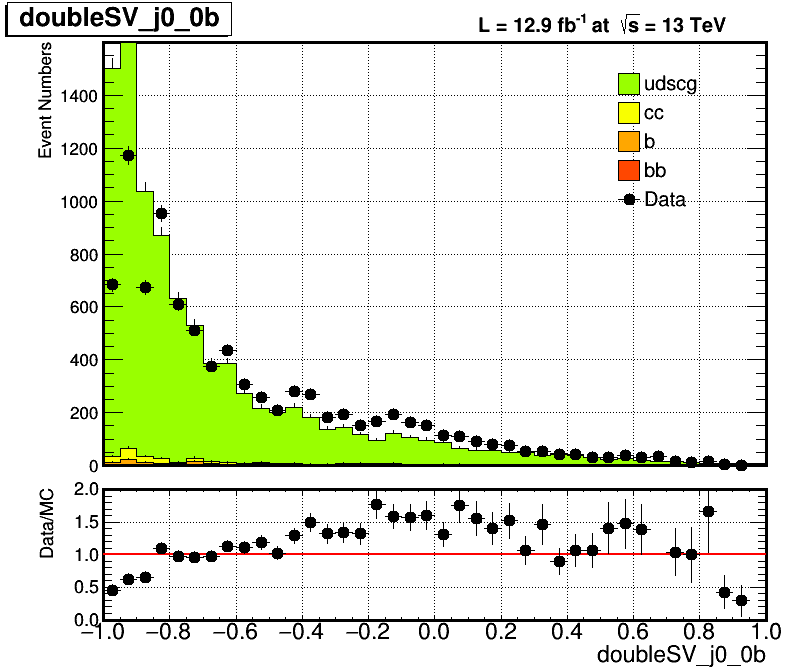 doubleSV_j0_0b
L = 12.9 fb⁻¹ at √s = 13 TeV
Event Numbers
1400
1200
1000
800
600
400
200
0
udscg
cc
b
bb
Data
Data/MC
2.0
1.5
1.0
0.5
0.0
−1.0 −0.8 −0.6 −0.4 −0.2 0.0 0.2 0.4 0.6 0.8 1.0
doubleSV_j0_0b